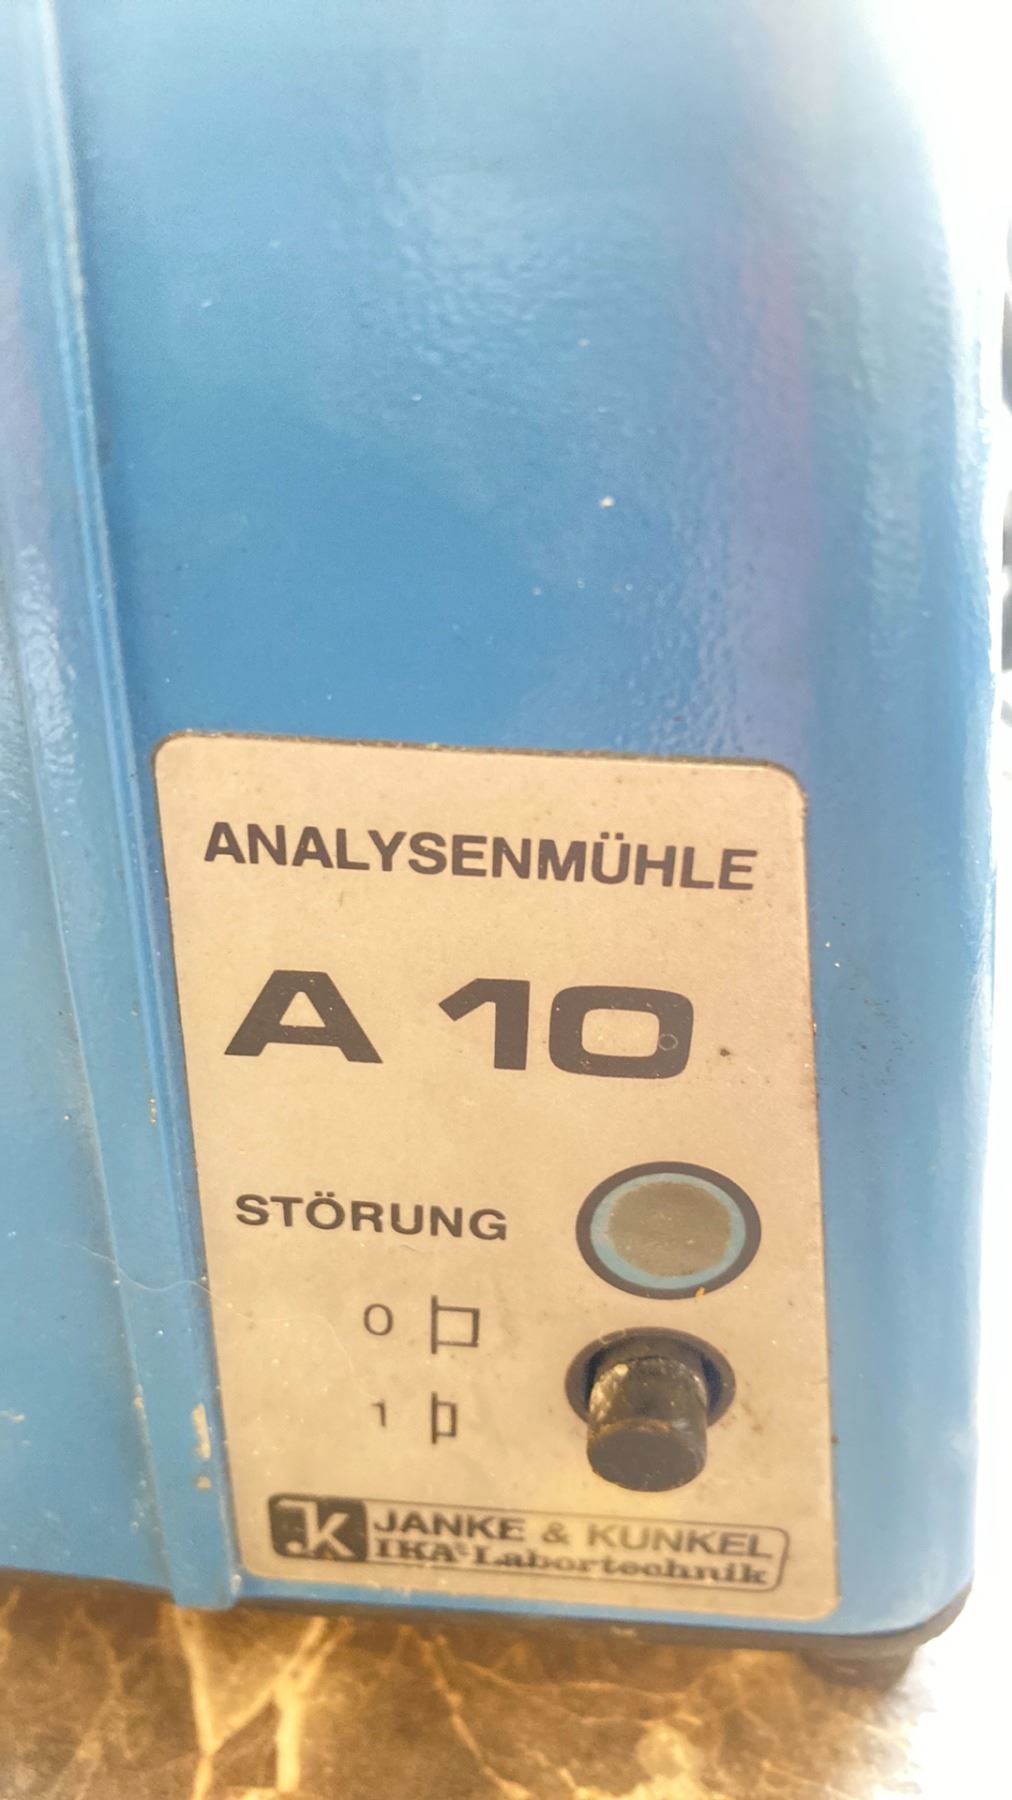 ANALYSENMÜHLE
A 10
STÖRUNG
0
1
JK JANKE & KUNKEL
IKA® Labortechnik